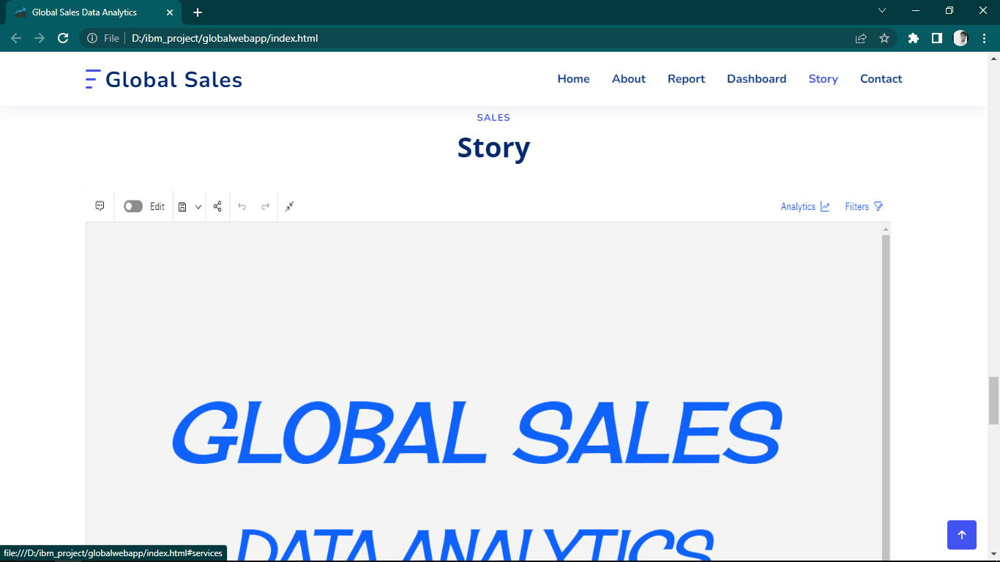 Global Sales Data Analytics
File D:/ibm_project/globalwebapp/index.html
Global Sales Home About Report Dashboard Story Contact
SALES
Story
Edit Analytics Filters
GLOBAL SALES
DATA ANALYTICS
file:///D:/ibm_project/globalwebapp/index.html#services